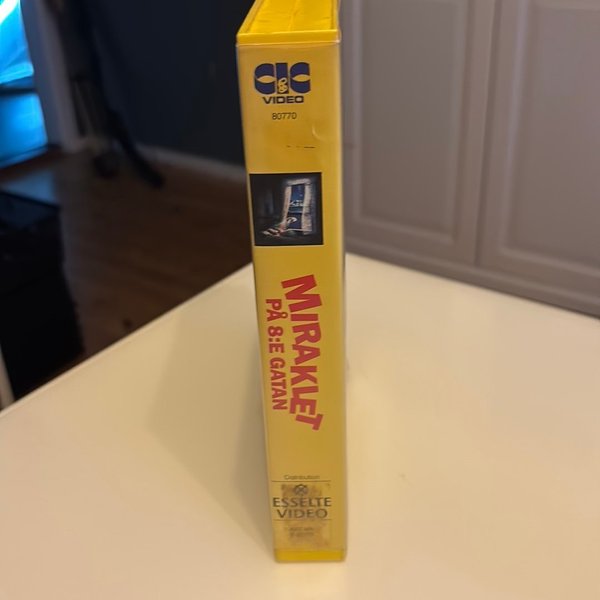 CIC
VIDEO
80770
MIRAKLET
PÅ 8:E GATAN
Distribution
ESSELTE
VIDEO